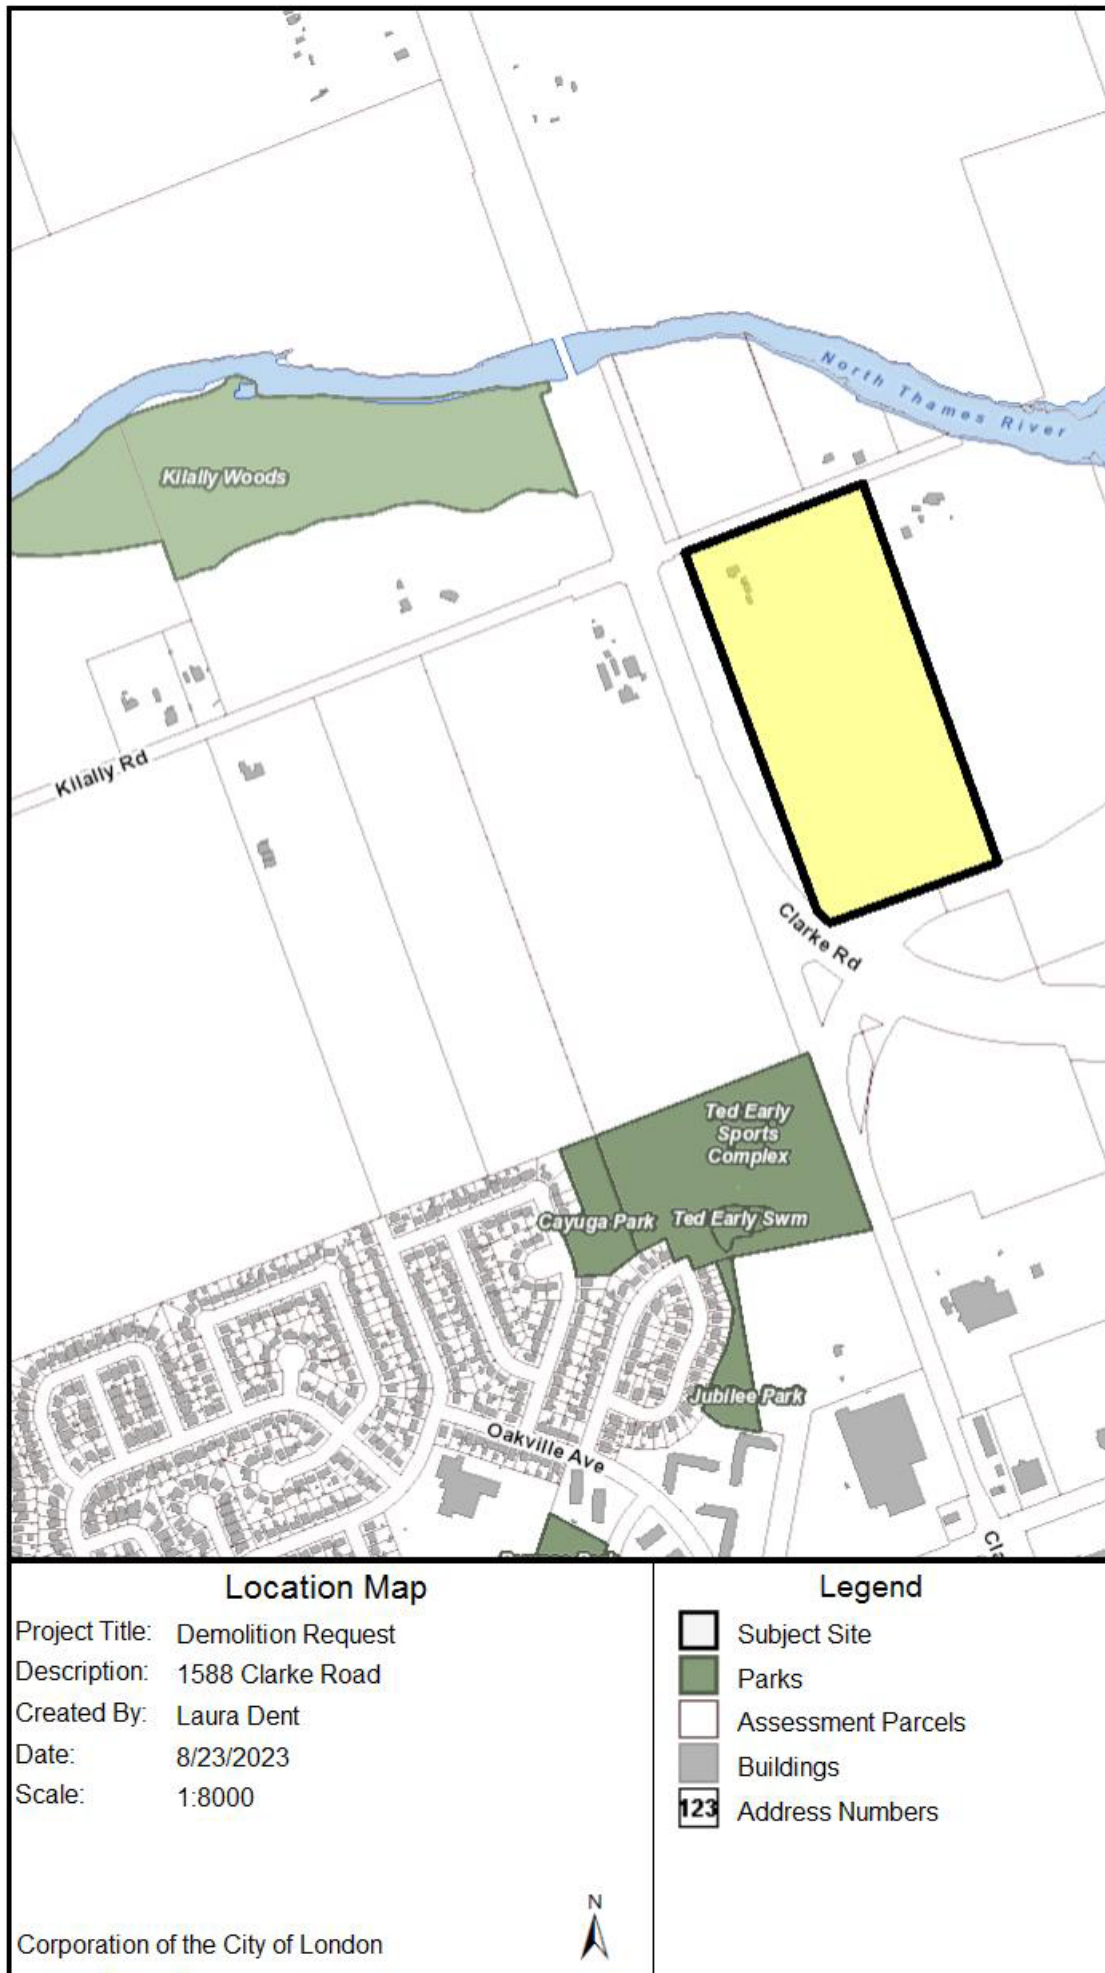 North Thames River
Kilally Woods
Kilally Rd
Clarke Rd
Ted Early
Sports
Complex
Cayuga Park
Ted Early Swm
Jubilee Park
Oakville Ave
Cla
Location Map
Project Title: Demolition Request
Description: 1588 Clarke Road
Created By: Laura Dent
Date: 8/23/2023
Scale: 1:8000
N
Corporation of the City of London
Legend
Subject Site
Parks
Assessment Parcels
Buildings
123 Address Numbers